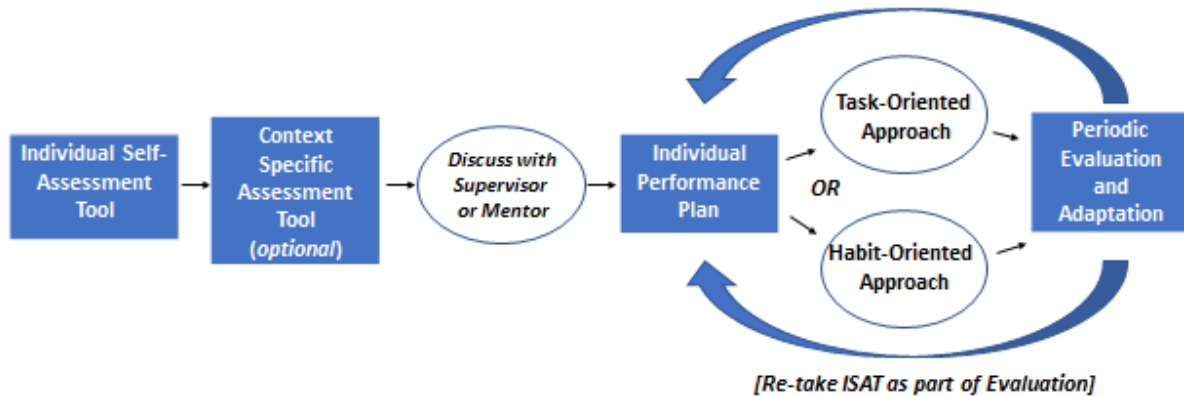 Individual Self-
Assessment
Tool
Context
Specific
Assessment
Tool
(optional)
Discuss with
Supervisor
or Mentor
Individual
Performance
Plan
Task-Oriented
Approach
OR
Habit-Oriented
Approach
Periodic
Evaluation
and
Adaptation
[Re-take ISAT as part of Evaluation]